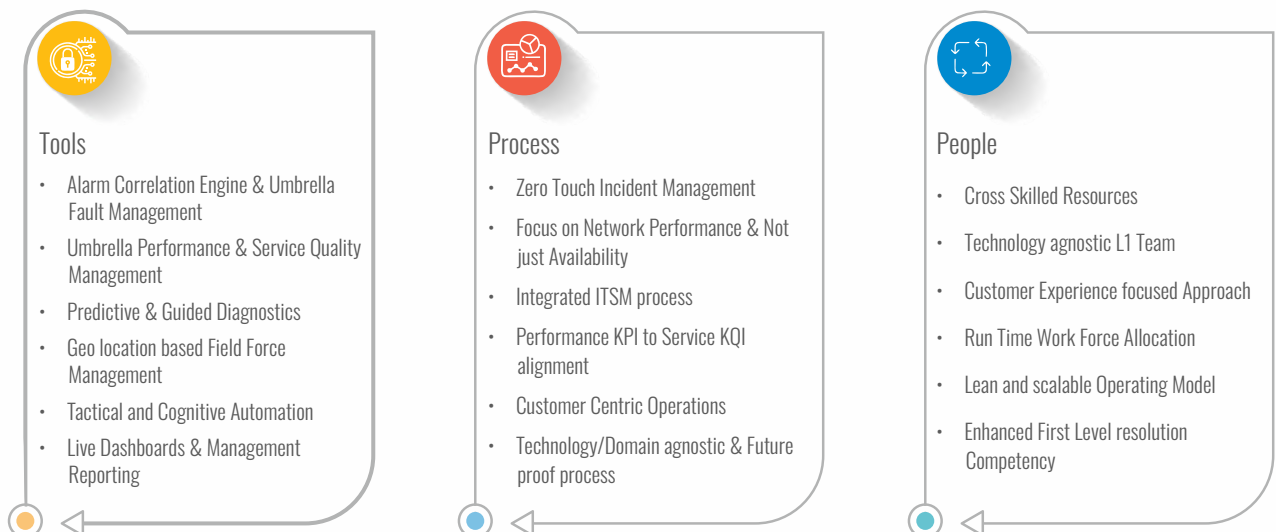 Tools
• Alarm Correlation Engine & Umbrella
Fault Management
• Umbrella Performance & Service Quality
Management
• Predictive & Guided Diagnostics
• Geo location based Field Force
Management
• Tactical and Cognitive Automation
• Live Dashboards & Management
Reporting
Process
• Zero Touch Incident Management
• Focus on Network Performance & Not
just Availability
• Integrated ITSM process
• Performance KPI to Service KQI
alignment
• Customer Centric Operations
• Technology/Domain agnostic & Future
proof process
People
• Cross Skilled Resources
• Technology agnostic L1 Team
• Customer Experience focused Approach
• Run Time Work Force Allocation
• Lean and scalable Operating Model
• Enhanced First Level resolution
Competency